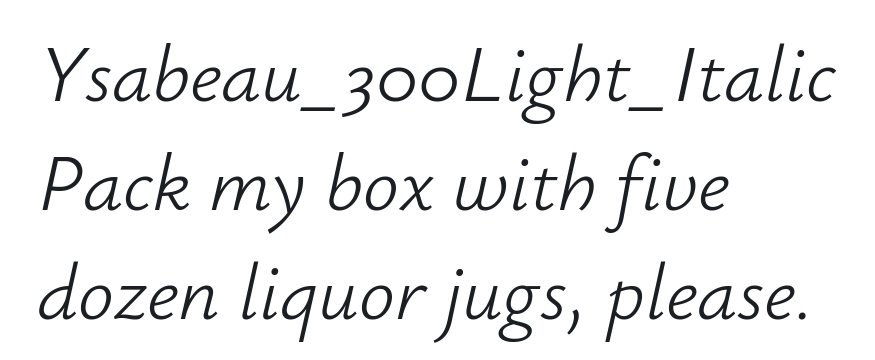 Ysabeau_300Light_Italic
Pack my box with five
dozen liquor jugs, please.